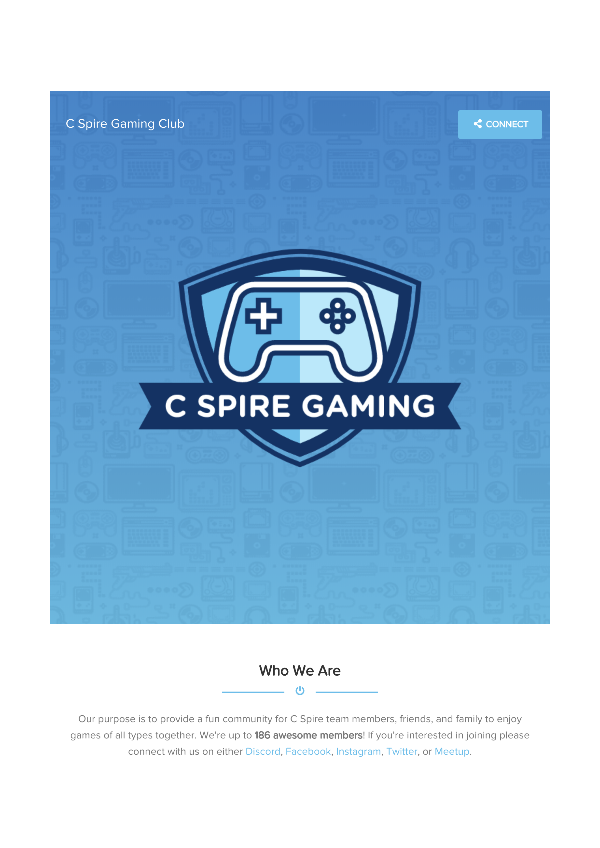 C Spire Gaming Club
CONNECT
C SPIRE GAMING
Who We Are
Our purpose is to provide a fun community for C Spire team members, friends, and family to enjoy
games of all types together. We're up to 186 awesome members! If you're interested in joining please
connect with us on either Discord, Facebook, Instagram, Twitter, or Meetup.